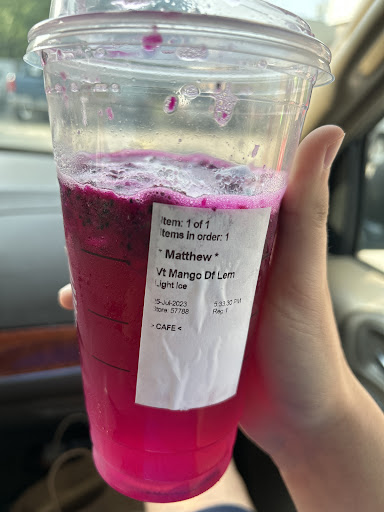 Item: 1 of 1
Items in order: 1
* Matthew *
Vt Mango Df Lem
Light Ice
5-Jul-2023 5:33:30 PM
Store: 57788 Reg:1
> CAFE <